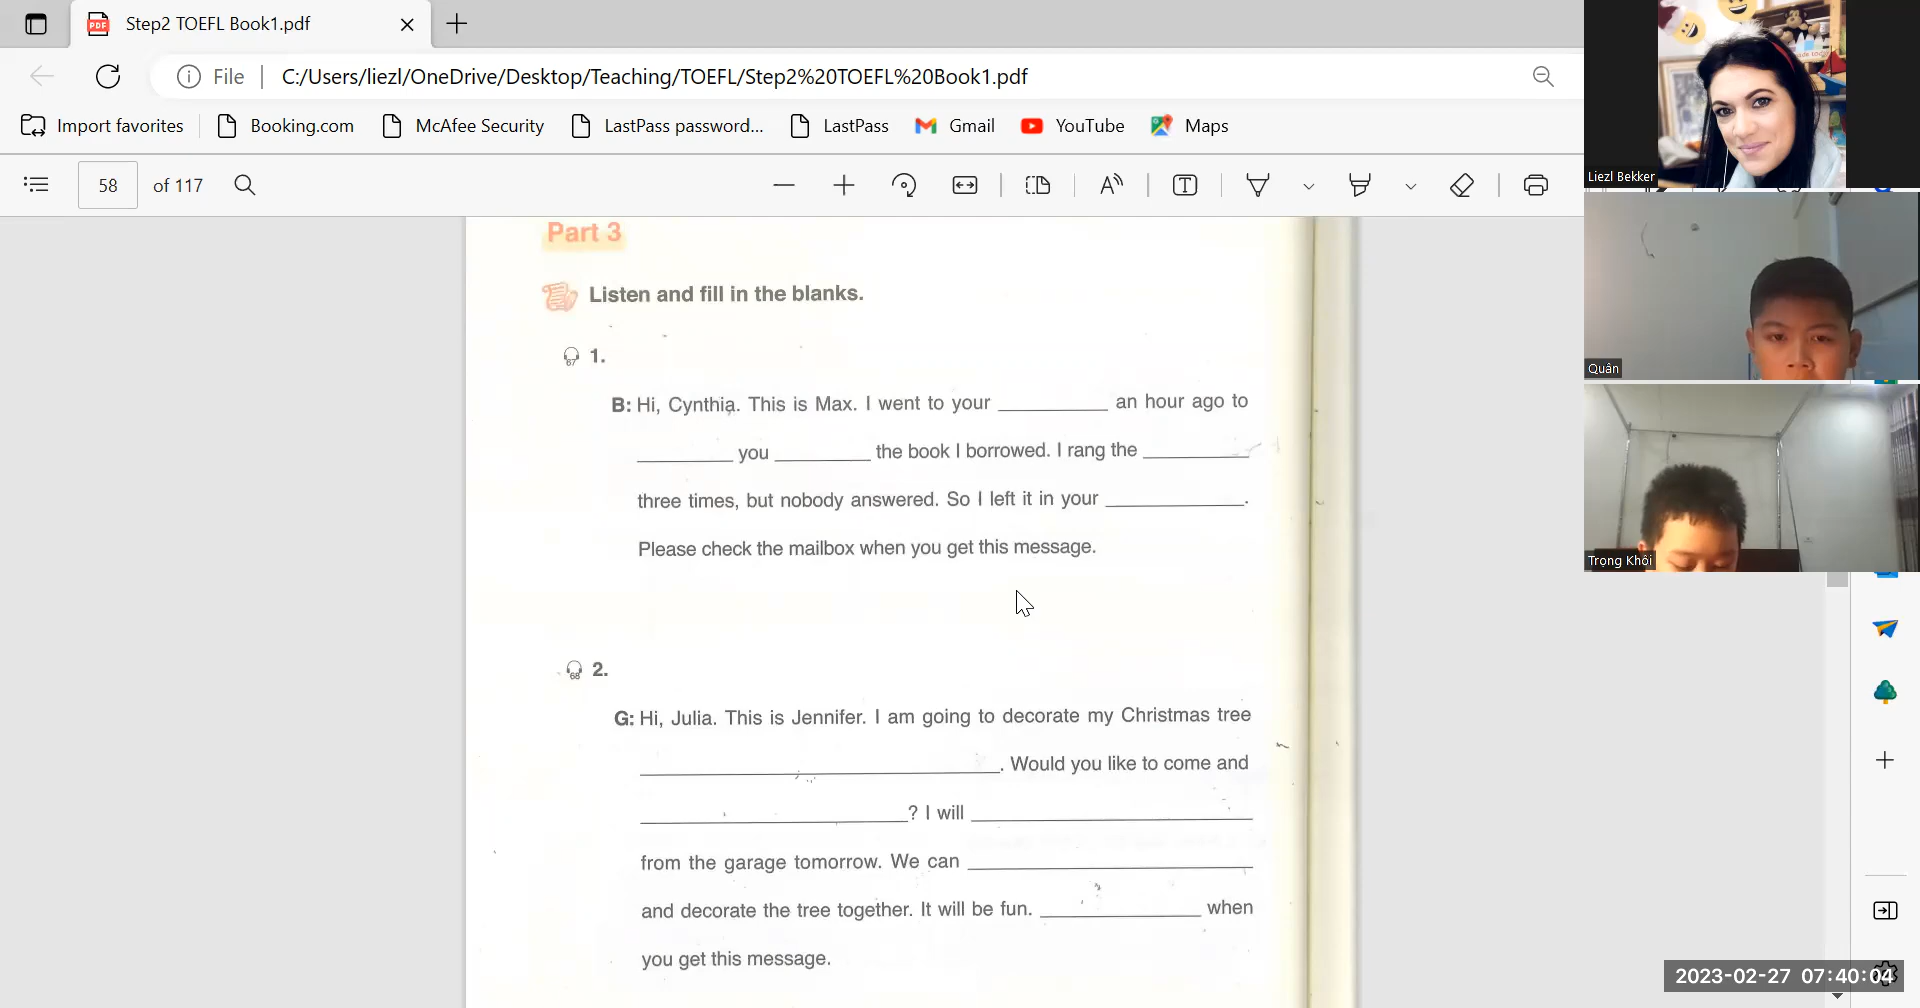 Step2 TOEFL Book1.pdf
File C:/Users/liezl/OneDrive/Desktop/Teaching/TOEFL/Step2%20TOEFL%20Book1.pdf
Import favorites Booking.com McAfee Security LastPass password... LastPass Gmail YouTube Maps
58 of 117
Part 3
Listen and fill in the blanks.
67 1.
B: Hi, Cynthia. This is Max. I went to your __________ an hour ago to
__________ you __________ the book I borrowed. I rang the __________
three times, but nobody answered. So I left it in your __________.
Please check the mailbox when you get this message.
68 2.
G: Hi, Julia. This is Jennifer. I am going to decorate my Christmas tree
__________. Would you like to come and
__________? I will __________
from the garage tomorrow. We can __________
and decorate the tree together. It will be fun. __________ when
you get this message.
Liezl Bekker
Quân
Trọng Khôi
2023-02-27 07:40:04